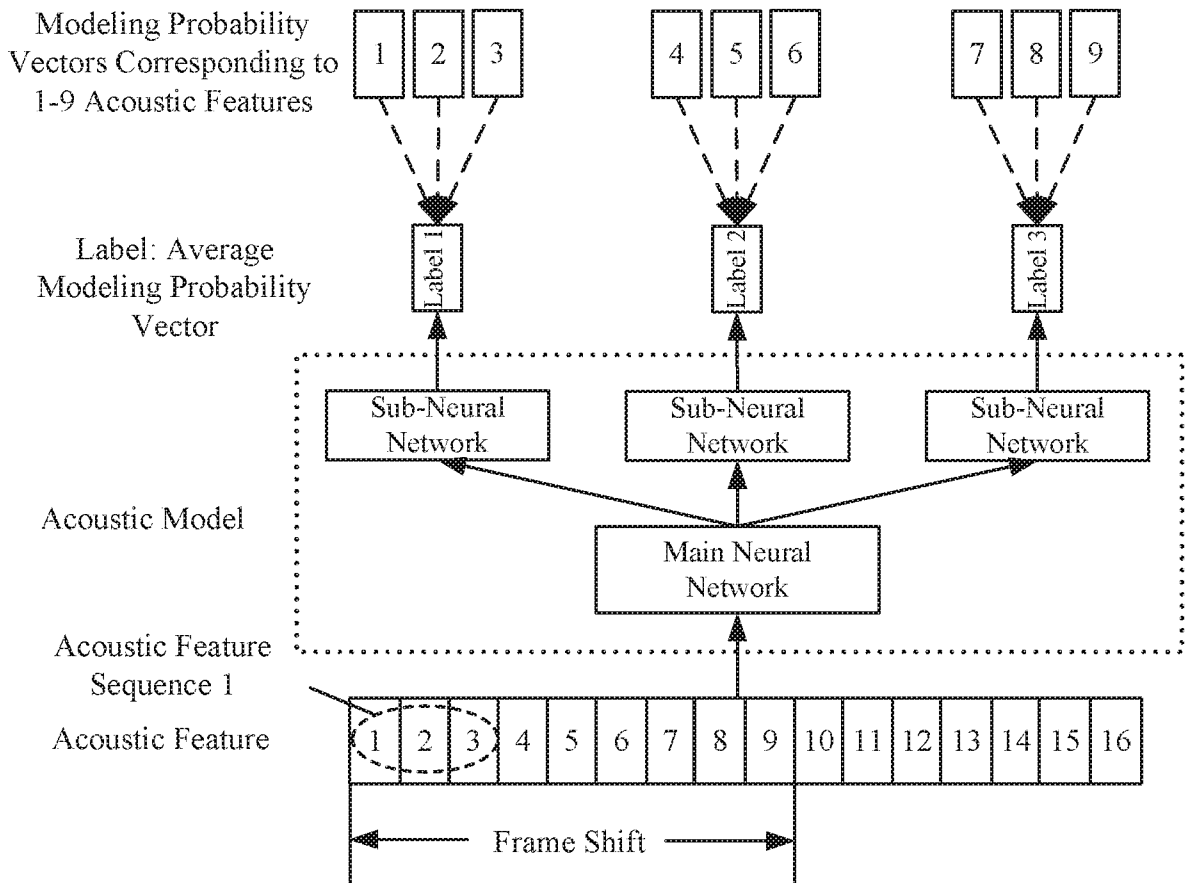 Modeling Probability
Vectors Corresponding to
1-9 Acoustic Features
1 2 3 4 5 6 7 8 9
Label: Average
Modeling Probability
Vector
Label 1
Label 2
Label 3
Sub-Neural
Network
Sub-Neural
Network
Sub-Neural
Network
Acoustic Model
Main Neural
Network
Acoustic Feature
Sequence 1
Acoustic Feature
1 2 3 4 5 6 7 8 9 10 11 12 13 14 15 16
Frame Shift